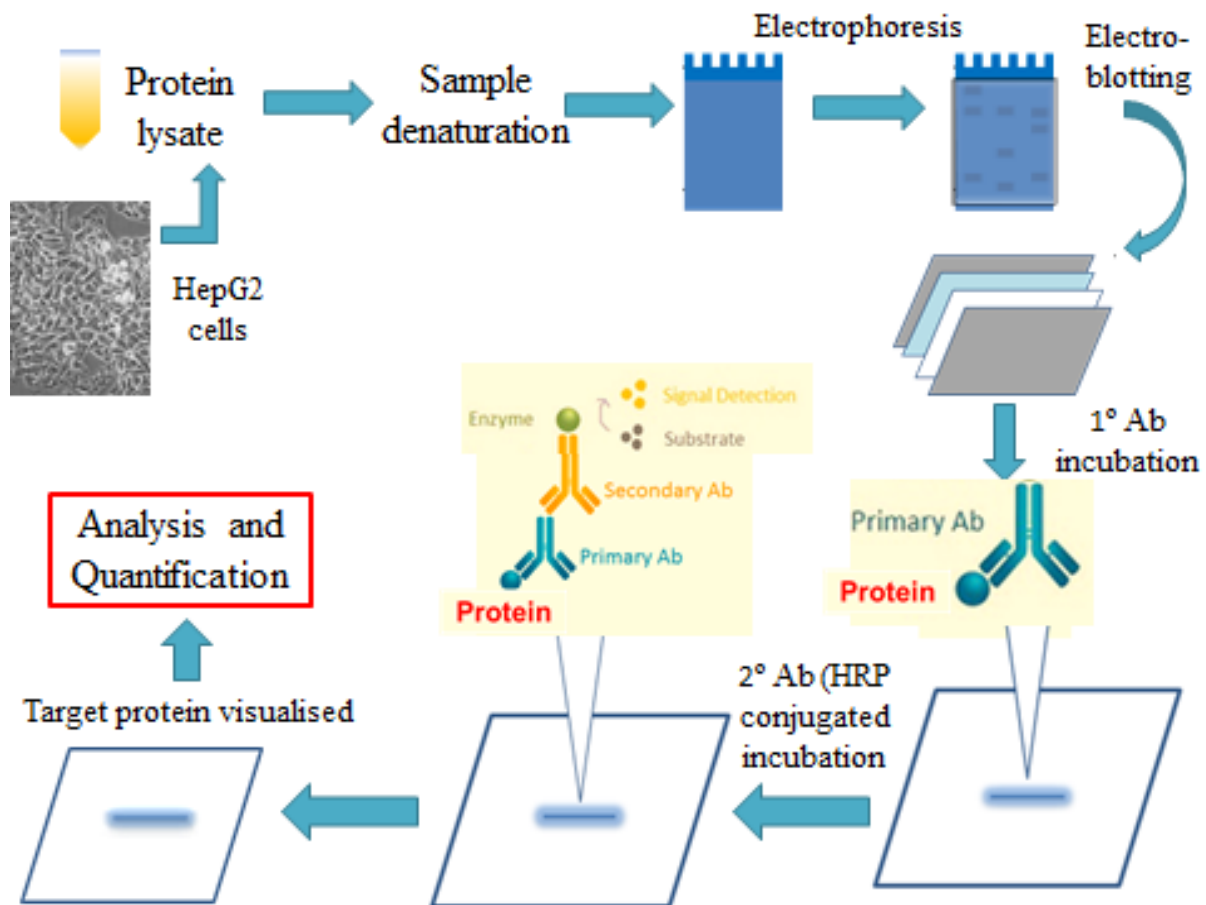 Protein
lysate
Sample
denaturation
Electrophoresis
Electro-
blotting
HepG2
cells
1° Ab
incubation
Primary Ab
Protein
2° Ab (HRP
conjugated
incubation
Enzyme
Signal Detection
Substrate
Secondary Ab
Primary Ab
Protein
Target protein visualised
Analysis and
Quantification